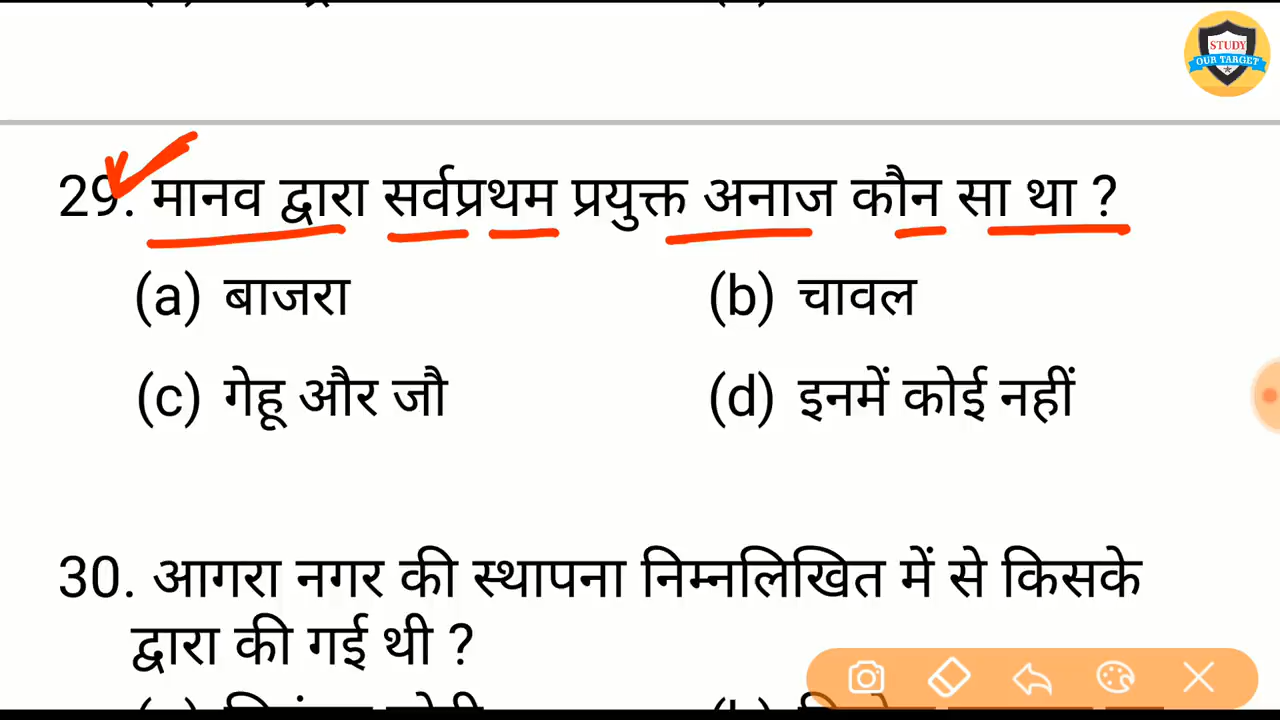 STUDY
OUR TARGET
29. मानव द्वारा सर्वप्रथम प्रयुक्त अनाज कौन सा था ?
(a) बाजरा (b) चावल
(c) गेहू और जौ (d) इनमें कोई नहीं
30. आगरा नगर की स्थापना निम्नलिखित में से किसके
द्वारा की गई थी ?